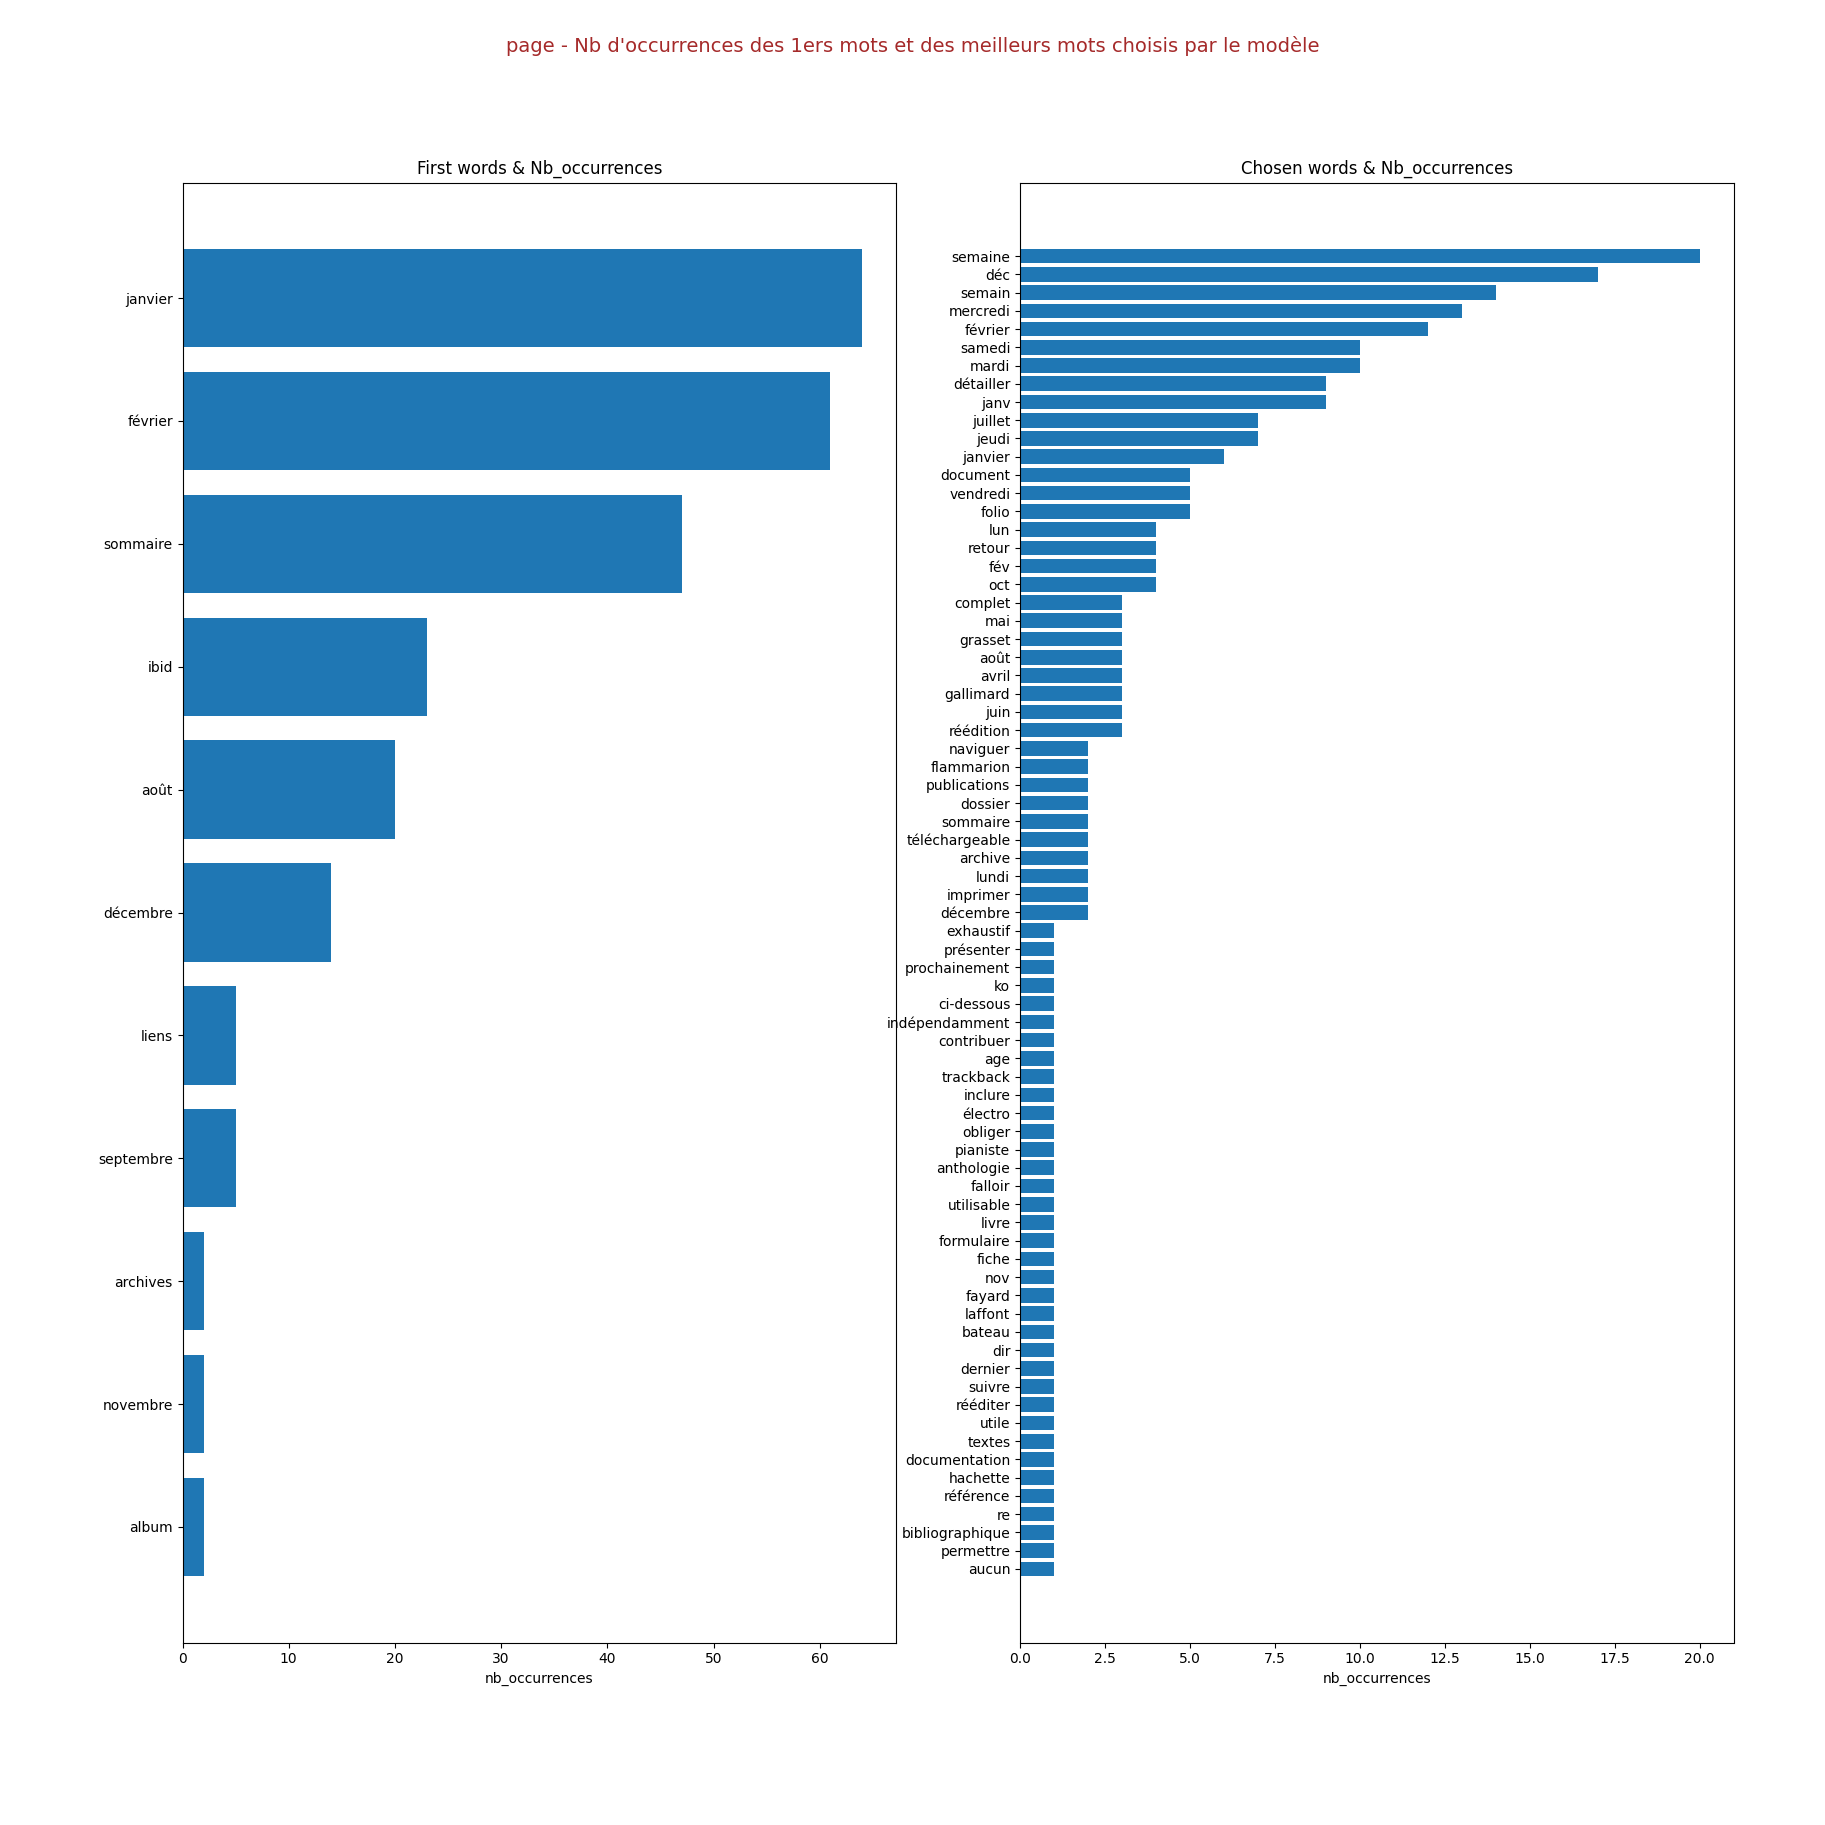 page - Nb d'occurrences des 1ers mots et des meilleurs mots choisis par le modèle
First words & Nb_occurrences
janvier
février
sommaire
ibid
août
décembre
liens
septembre
archives
novembre
album
0 10 20 30 40 50 60
nb_occurrences
Chosen words & Nb_occurrences
semaine
déc
semain
mercredi
février
samedi
mardi
détailler
janv
juillet
jeudi
janvier
document
vendredi
folio
lun
retour
fév
oct
complet
mai
grasset
août
avril
gallimard
juin
réédition
naviguer
flammarion
publications
dossier
sommaire
téléchargeable
archive
lundi
imprimer
décembre
exhaustif
présenter
prochainement
ko
ci-dessous
indépendamment
contribuer
age
trackback
inclure
électro
obliger
pianiste
anthologie
falloir
utilisable
livre
formulaire
fiche
nov
fayard
laffont
bateau
dir
dernier
suivre
rééditer
utile
textes
documentation
hachette
référence
re
bibliographique
permettre
aucun
0.0 2.5 5.0 7.5 10.0 12.5 15.0 17.5 20.0
nb_occurrences